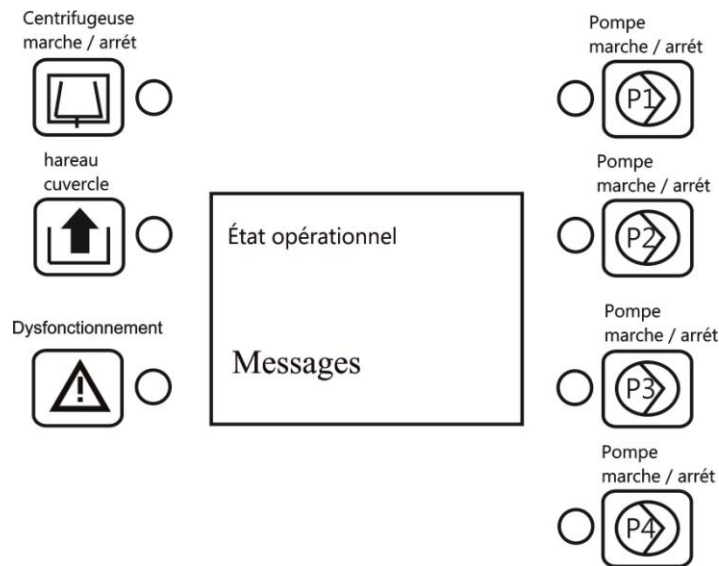 Centrifugeuse
marche / arrét
hareau
cuvercle
Dysfonctionnement
État opérationnel
Messages
Pompe
marche / arrét
P1
Pompe
marche / arrét
P2
Pompe
marche / arrét
P3
Pompe
marche / arrét
P4